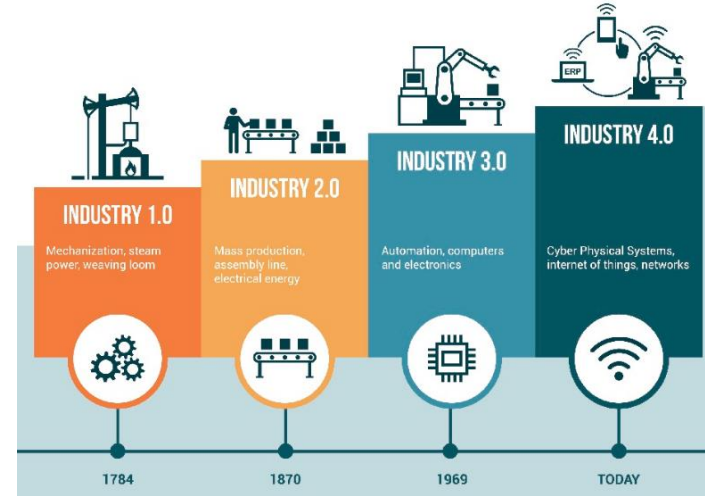 ERP
INDUSTRY 1.0
Mechanization, steam
power, weaving loom
INDUSTRY 2.0
Mass production,
assembly line,
electrical energy
INDUSTRY 3.0
Automation, computers
and electronics
INDUSTRY 4.0
Cyber Physical Systems,
internet of things, networks
1784
1870
1969
TODAY